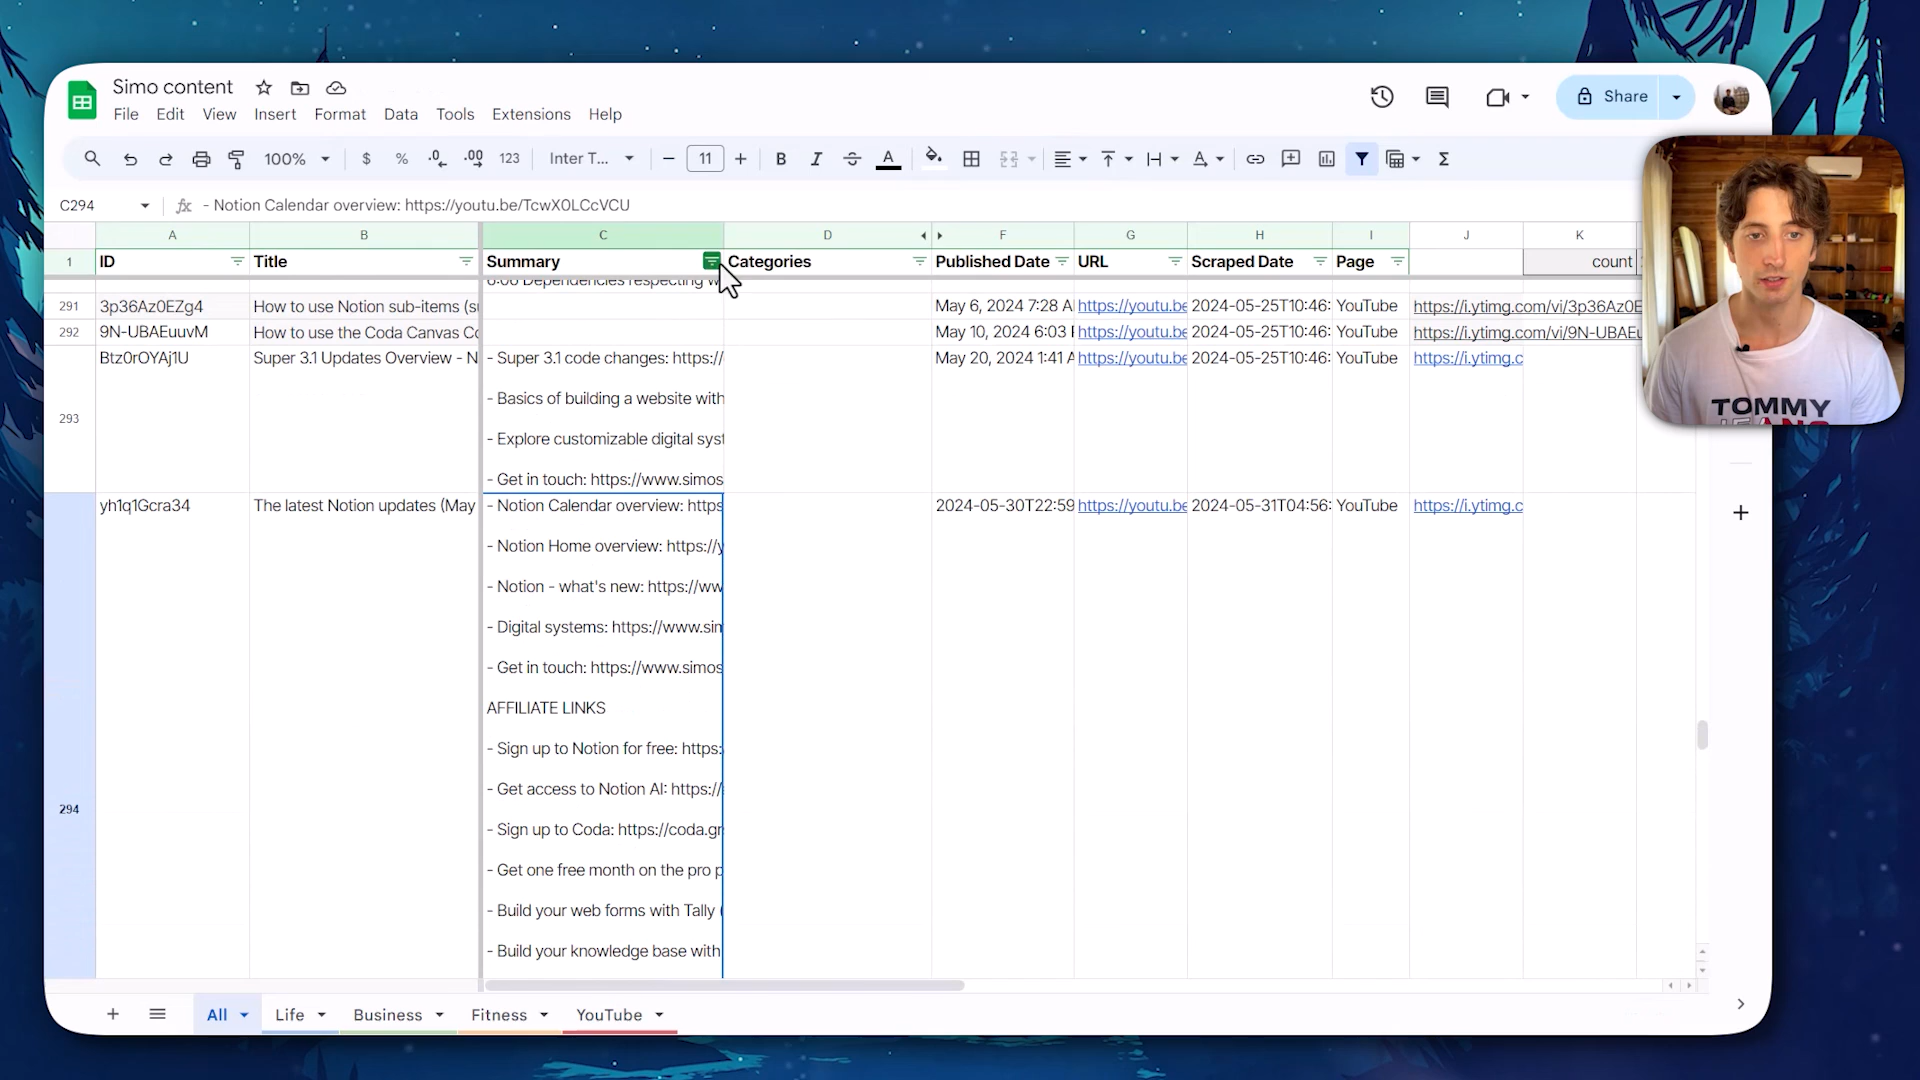 Simo content
File Edit View Insert Format Data Tools Extensions Help
Share
100% $ % .0 .00 123 Inter T... 11 B I A
C294 fx - Notion Calendar overview: https://youtu.be/TcwX0LCcVCU
A B C D F G H I J K
1 ID Title Summary Categories Published Date URL Scraped Date Page count
291 3p36Az0EZg4 How to use Notion sub-items (su May 6, 2024 7:28 A https://youtu.be 2024-05-25T10:46: YouTube https://i.ytimg.com/vi/3p36Az0E
292 9N-UBAEuuvM How to use the Coda Canvas Co May 10, 2024 6:03 https://youtu.be 2024-05-25T10:46: YouTube https://i.ytimg.com/vi/9N-UBAEu
293 Btz0rOYAj1U Super 3.1 Updates Overview - N - Super 3.1 code changes: https:/ May 20, 2024 1:41 A https://youtu.be 2024-05-25T10:46: YouTube https://i.ytimg.c
- Basics of building a website with
- Explore customizable digital syst
- Get in touch: https://www.simos
294 yh1q1Gcra34 The latest Notion updates (May - Notion Calendar overview: https 2024-05-30T22:59 https://youtu.be 2024-05-31T04:56: YouTube https://i.ytimg.c
- Notion Home overview: https://y
- Notion - what's new: https://ww
- Digital systems: https://www.sim
- Get in touch: https://www.simos
AFFILIATE LINKS
- Sign up to Notion for free: https:
- Get access to Notion AI: https:/
- Sign up to Coda: https://coda.gr
- Get one free month on the pro p
- Build your web forms with Tally (
- Build your knowledge base with
All Life Business Fitness YouTube
TOMMY